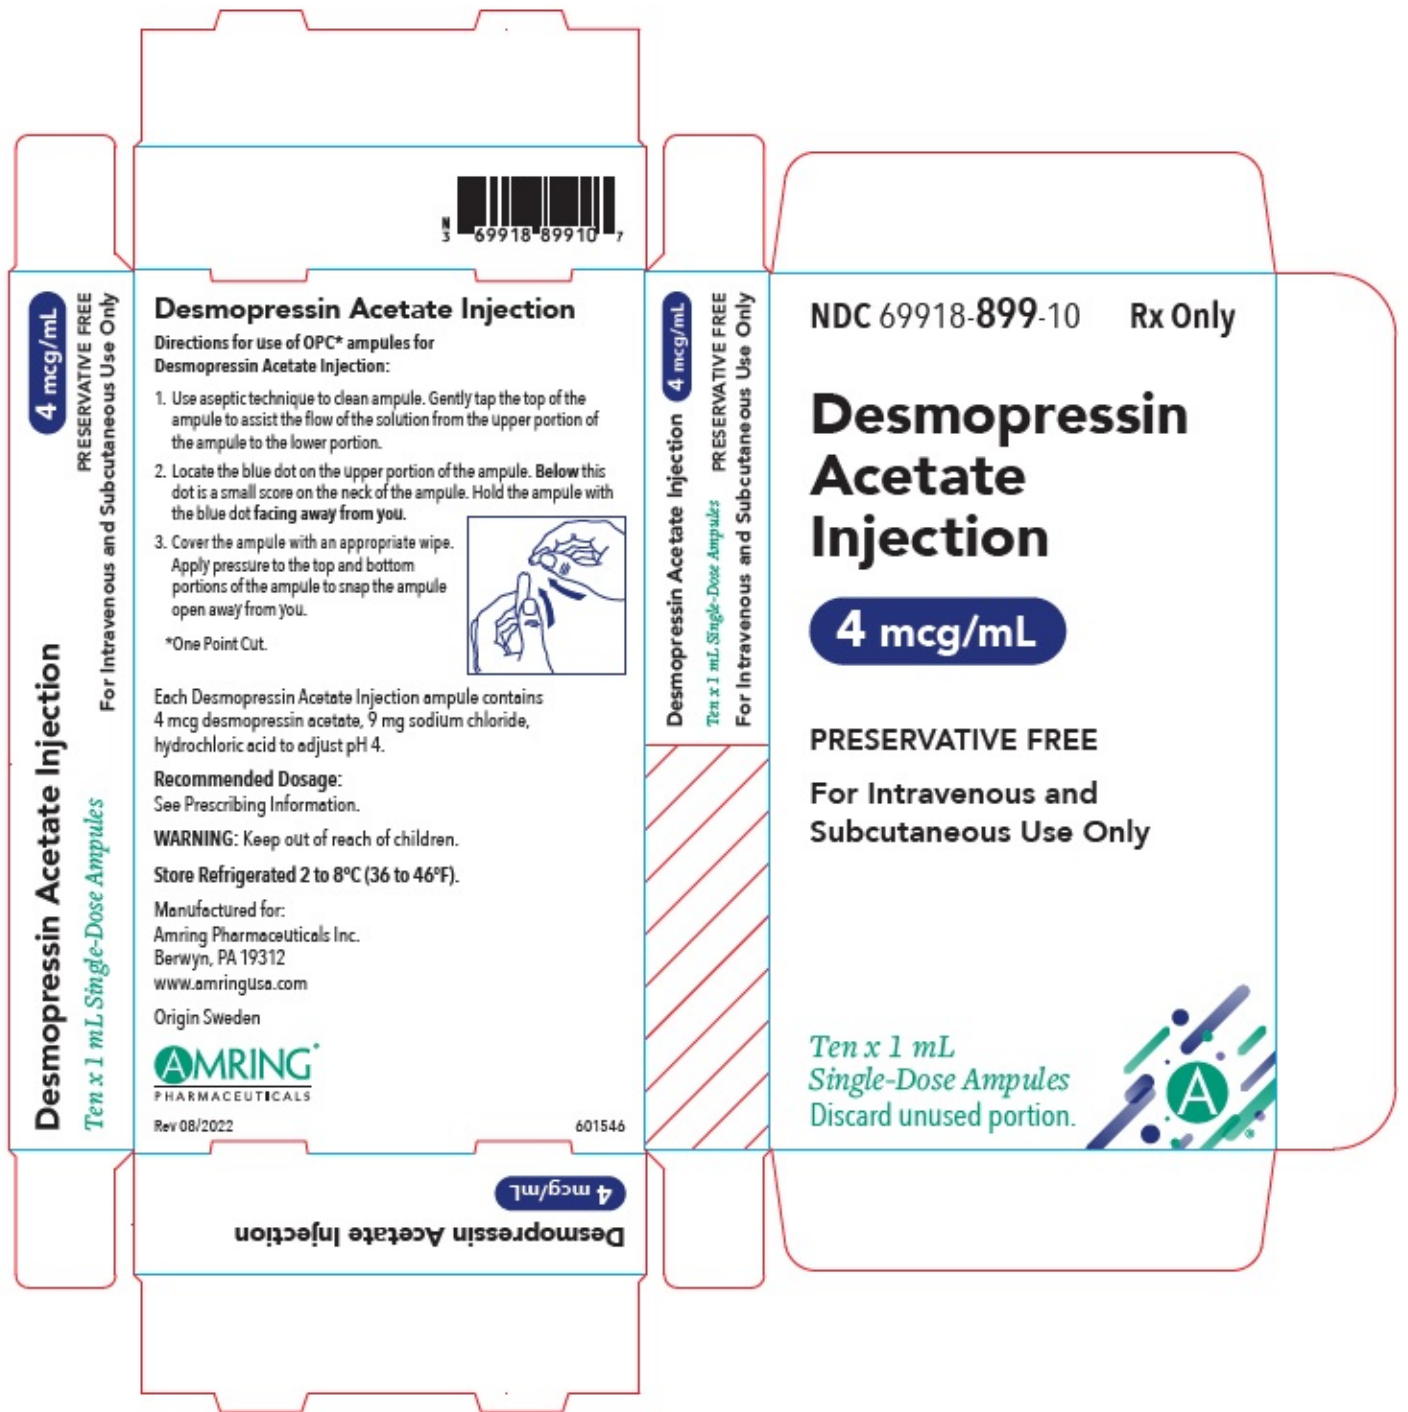 N
3 69918 89910 7
4 mcg/mL
PRESERVATIVE FREE
For Intravenous and Subcutaneous Use Only
Desmopressin Acetate Injection
Ten x 1 mL Single-Dose Ampules
Desmopressin Acetate Injection
Directions for use of OPC* ampules for
Desmopressin Acetate Injection:
1. Use aseptic technique to clean ampule. Gently tap the top of the
ampule to assist the flow of the solution from the upper portion of
the ampule to the lower portion.
2. Locate the blue dot on the upper portion of the ampule. Below this
dot is a small score on the neck of the ampule. Hold the ampule with
the blue dot facing away from you.
3. Cover the ampule with an appropriate wipe.
Apply pressure to the top and bottom
portions of the ampule to snap the ampule
open away from you.
*One Point Cut.
Each Desmopressin Acetate Injection ampule contains
4 mcg desmopressin acetate, 9 mg sodium chloride,
hydrochloric acid to adjust pH 4.
Recommended Dosage:
See Prescribing Information.
WARNING: Keep out of reach of children.
Store Refrigerated 2 to 8°C (36 to 46°F).
Manufactured for:
Amring Pharmaceuticals Inc.
Berwyn, PA 19312
www.amringusa.com
Origin Sweden
AMRING
PHARMACEUTICALS
Rev 08/2022 601546
4 mcg/mL
Desmopressin Acetate Injection
Desmopressin Acetate Injection 4 mcg/mL
Ten x 1 mL Single-Dose Ampules PRESERVATIVE FREE
For Intravenous and Subcutaneous Use Only
NDC 69918-899-10 Rx Only
Desmopressin
Acetate
Injection
4 mcg/mL
PRESERVATIVE FREE
For Intravenous and
Subcutaneous Use Only
Ten x 1 mL
Single-Dose Ampules
Discard unused portion.
A